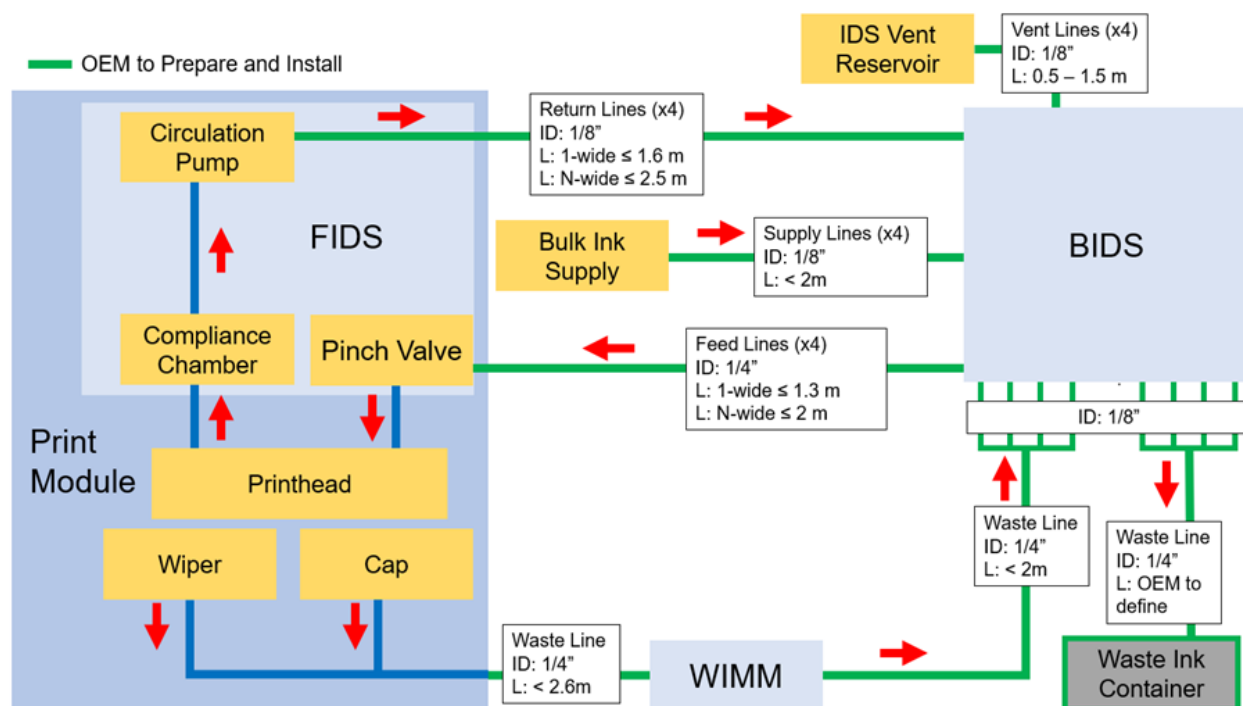 OEM to Prepare and Install
IDS Vent
Reservoir
Vent Lines (x4)
ID: 1/8”
L: 0.5 – 1.5 m
Circulation
Pump
Return Lines (x4)
ID: 1/8”
L: 1-wide ≤ 1.6 m
L: N-wide ≤ 2.5 m
FIDS
Bulk Ink
Supply
Supply Lines (x4)
ID: 1/8”
L: < 2m
BIDS
Compliance
Chamber
Pinch Valve
Feed Lines (x4)
ID: 1/4”
L: 1-wide ≤ 1.3 m
L: N-wide ≤ 2 m
ID: 1/8”
Print
Module
Printhead
Wiper
Cap
Waste Line
ID: 1/4”
L: < 2.6m
WIMM
Waste Line
ID: 1/4”
L: < 2m
Waste Line
ID: 1/4”
L: OEM to
define
Waste Ink
Container